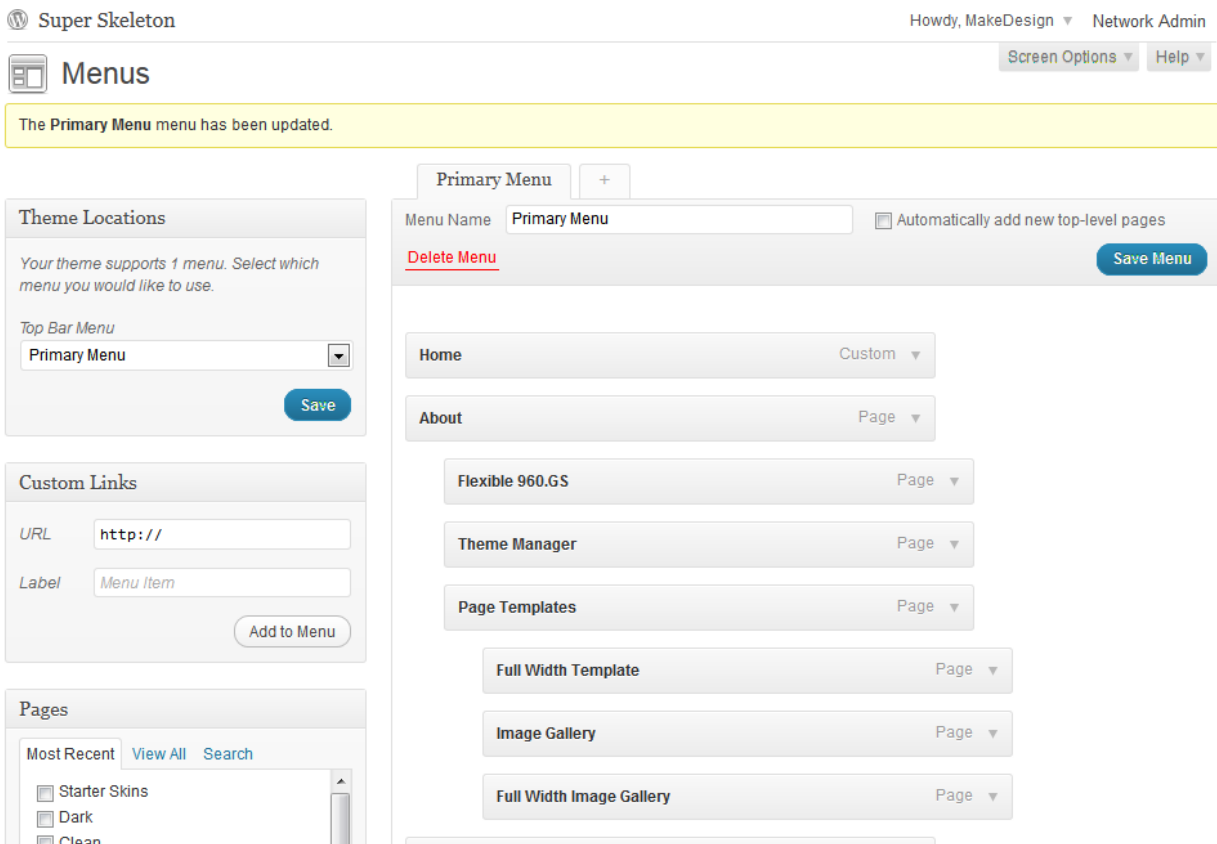 Super Skeleton
Howdy, MakeDesign
Network Admin
Screen Options
Help
Menus
The Primary Menu menu has been updated.
Primary Menu
+
Theme Locations
Your theme supports 1 menu. Select which
menu you would like to use.
Top Bar Menu
Primary Menu
Save
Custom Links
URL
http://
Label
Menu Item
Add to Menu
Pages
Most Recent
View All
Search
Starter Skins
Dark
Clean
Menu Name
Primary Menu
Automatically add new top-level pages
Delete Menu
Save Menu
Home
Custom
About
Page
Flexible 960.GS
Page
Theme Manager
Page
Page Templates
Page
Full Width Template
Page
Image Gallery
Page
Full Width Image Gallery
Page